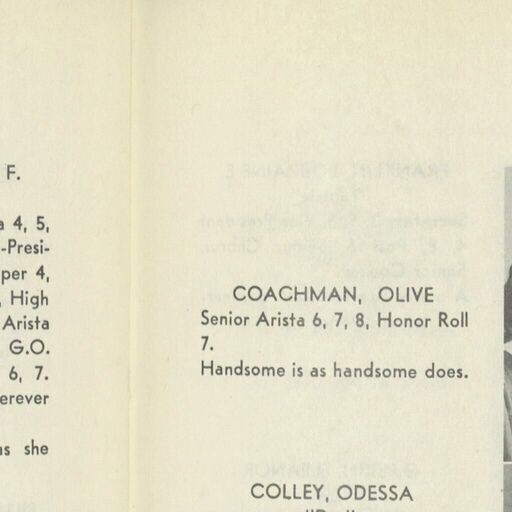 F.
a 4, 5,
-Presi-
per 4,
, High
Arista
G.O.
6, 7.
erever
as she
COACHMAN, OLIVE
Senior Arista 6, 7, 8, Honor Roll
7.
Handsome is as handsome does.
COLLEY, ODESSA